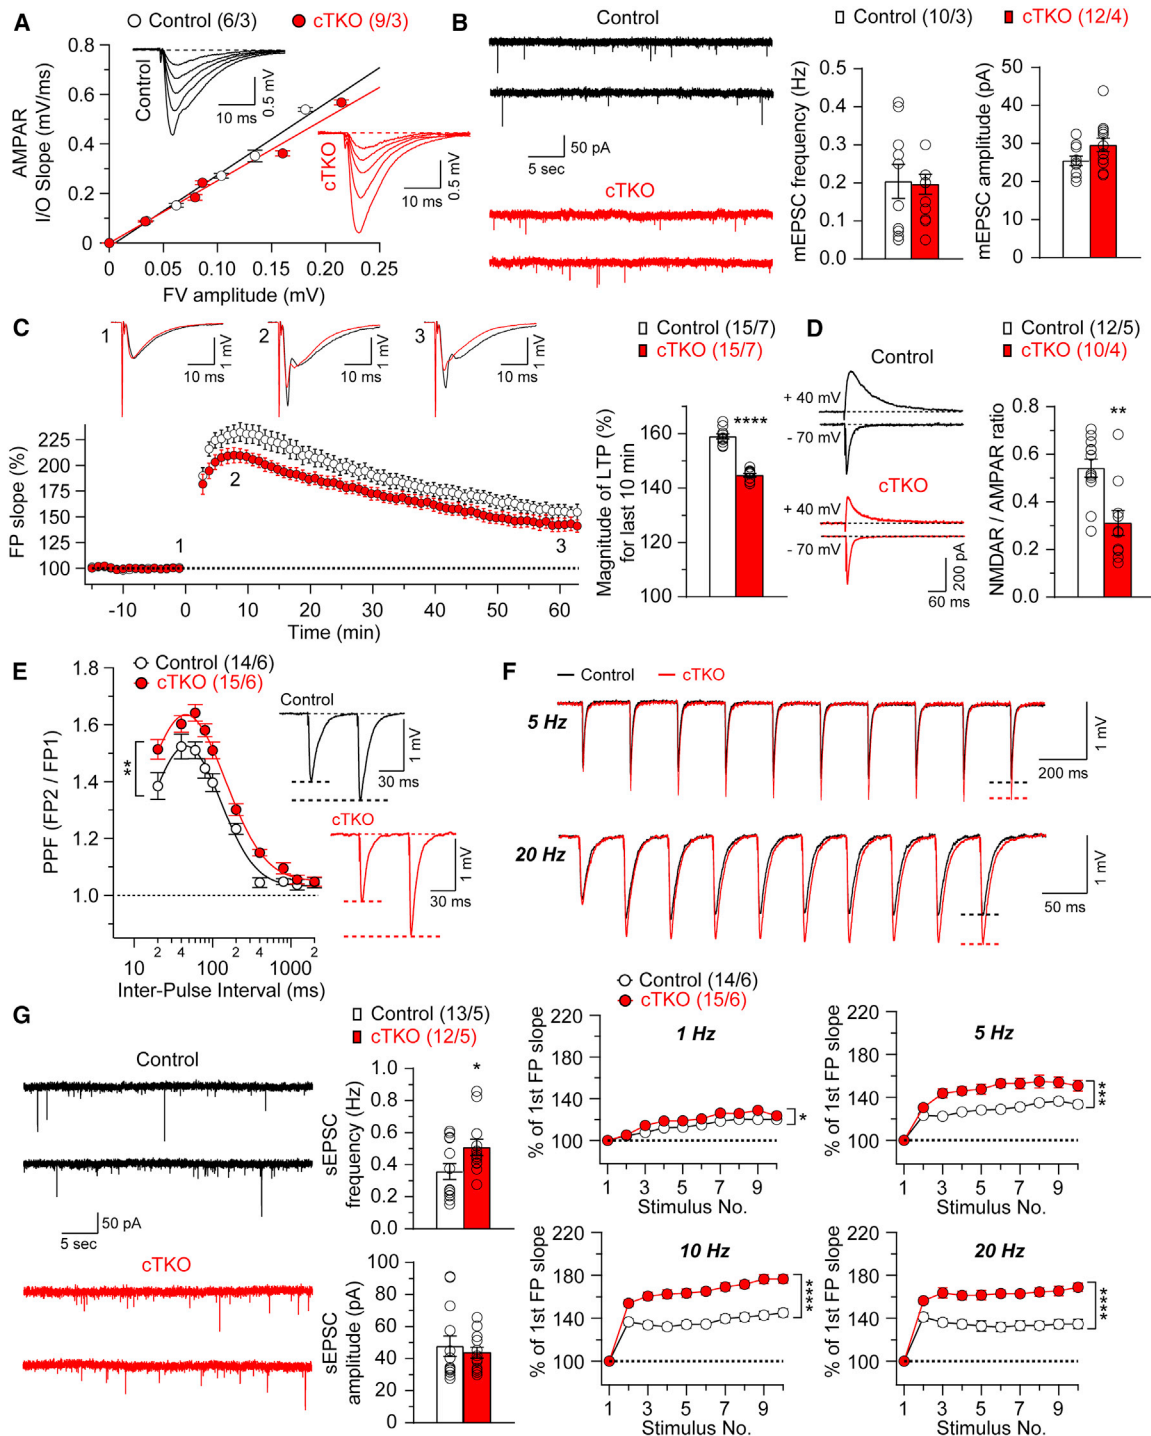 A
Control (6/3)
cTKO (9/3)
AMPAR
I/O Slope (mV/ms)
0.8
0.6
0.4
0.2
0
0
0.05
0.10
0.15
0.20
0.25
FV amplitude (mV)
Control
10 ms
0.5 mV
cTKO
10 ms
0.5 mV
B
Control
50 pA
5 sec
cTKO
Control (10/3)
cTKO (12/4)
mEPSC frequency (Hz)
0.5
0.4
0.3
0.2
0.1
0.0
mEPSC amplitude (pA)
50
40
30
20
10
0
C
1
10 ms
1 mV
2
10 ms
1 mV
3
10 ms
1 mV
FP slope (%)
225
200
175
150
125
100
1
2
3
-10
0
10
20
30
40
50
60
Time (min)
Control (15/7)
cTKO (15/7)
Magnitude of LTP (%)
for last 10 min
160
140
120
100
****
D
Control
+ 40 mV
- 70 mV
cTKO
+ 40 mV
- 70 mV
200 pA
60 ms
Control (12/5)
cTKO (10/4)
NMDAR / AMPAR ratio
0.8
0.6
0.4
0.2
0.0
**
E
Control (14/6)
cTKO (15/6)
PPF (FP2 / FP1)
1.8
1.6
1.4
1.2
1.0
**
2
4
2
4
2
4
2
10
100
1000
Inter-Pulse Interval (ms)
Control
1 mV
30 ms
cTKO
1 mV
30 ms
F
Control
cTKO
5 Hz
1 mV
200 ms
20 Hz
1 mV
50 ms
Control (14/6)
cTKO (15/6)
1 Hz
% of 1st FP slope
220
180
140
100
1
3
5
7
9
Stimulus No.
*
5 Hz
% of 1st FP slope
220
180
140
100
1
3
5
7
9
Stimulus No.
***
10 Hz
% of 1st FP slope
220
180
140
100
1
3
5
7
9
Stimulus No.
****
20 Hz
% of 1st FP slope
220
180
140
100
1
3
5
7
9
Stimulus No.
****
G
Control
50 pA
5 sec
cTKO
Control (13/5)
cTKO (12/5)
sEPSC
frequency (Hz)
1.0
0.8
0.6
0.4
0.2
0.0
*
sEPSC
amplitude (pA)
100
80
60
40
20
0